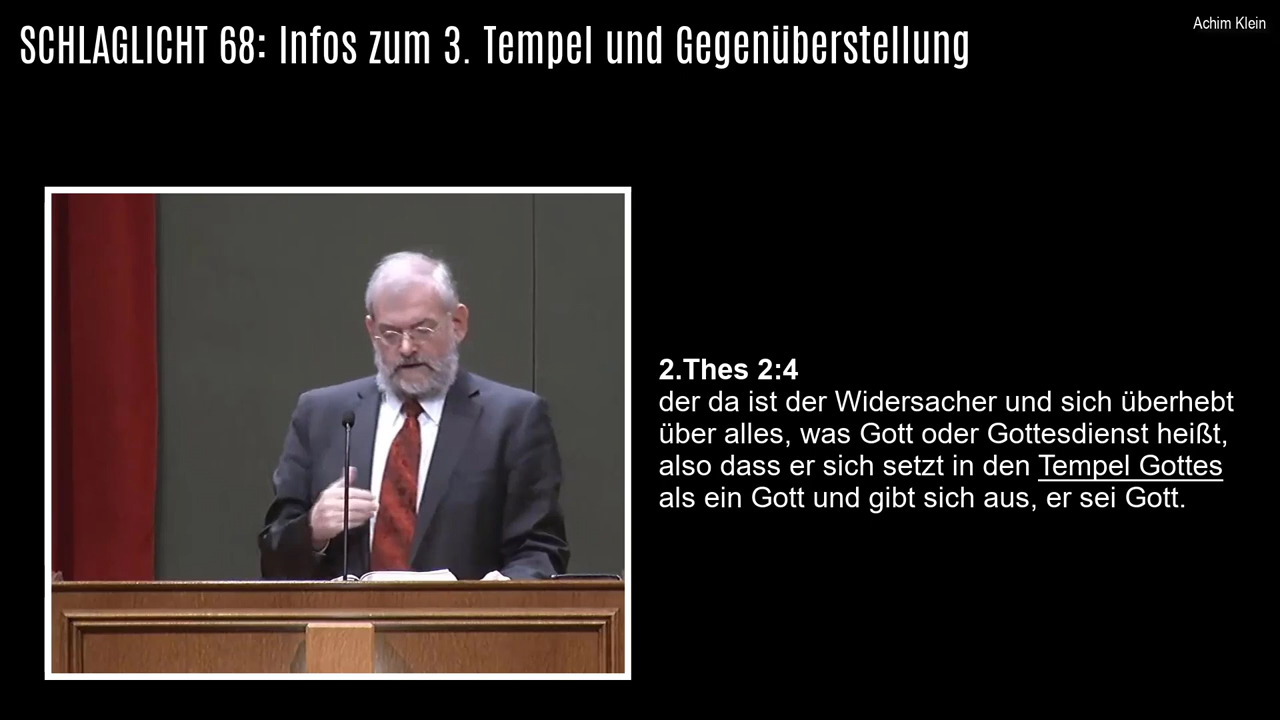 SCHLAGLICHT 68: Infos zum 3. Tempel und Gegenüberstellung
Achim Klein
2.Thes 2:4
der da ist der Widersacher und sich überhebt
über alles, was Gott oder Gottesdienst heißt,
also dass er sich setzt in den Tempel Gottes
als ein Gott und gibt sich aus, er sei Gott.